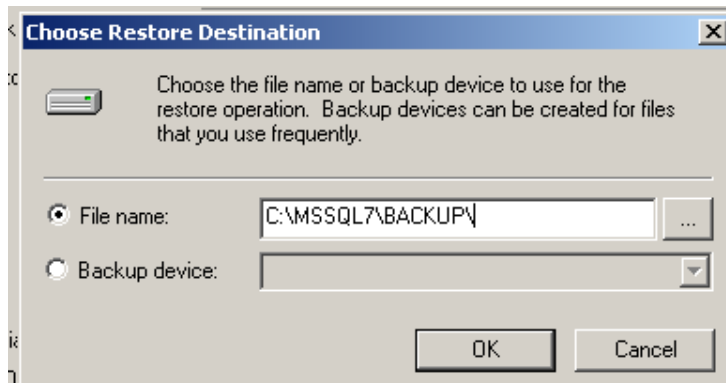 Choose Restore Destination
Choose the file name or backup device to use for the
restore operation. Backup devices can be created for files
that you use frequently.
File name:
C:\MSSQL7\BACKUP\
...
Backup device:
OK
Cancel